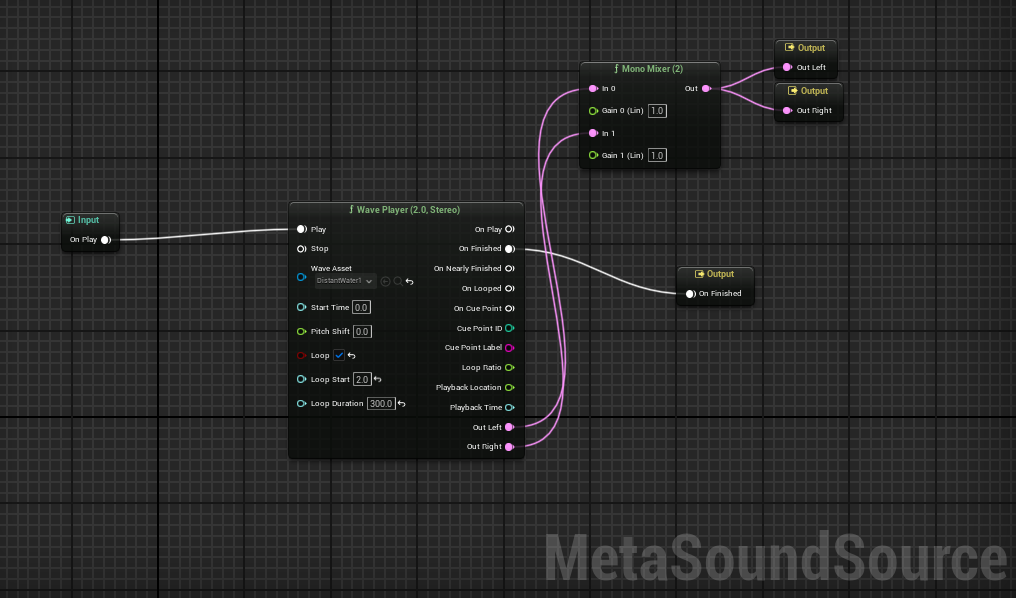 Input
On Play
ƒ Wave Player (2.0, Stereo)
Play
On Play
Stop
On Finished
Wave Asset
DistantWater1
On Nearly Finished
On Looped
Start Time 0.0
On Cue Point
Pitch Shift 0.0
Cue Point ID
Loop
Cue Point Label
Loop Start 2.0
Loop Ratio
Loop Duration 300.0
Playback Location
Playback Time
Out Left
Out Right
ƒ Mono Mixer (2)
In 0
Out
Gain 0 (Lin) 1.0
In 1
Gain 1 (Lin) 1.0
Output
Out Left
Output
Out Right
Output
On Finished
MetaSoundSource